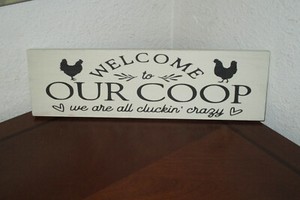 WELCOME
to
OUR COOP
we are all cluckin' crazy